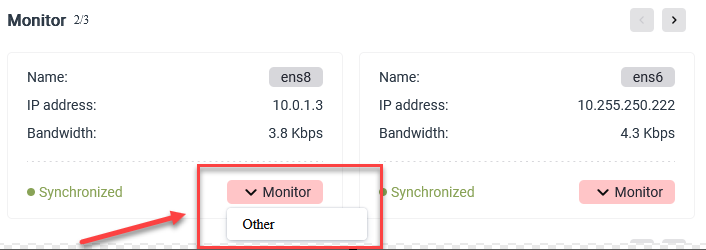 Monitor 2/3
Name: ens8
IP address: 10.0.1.3
Bandwidth: 3.8 Kbps
Synchronized Monitor
Other
Name: ens6
IP address: 10.255.250.222
Bandwidth: 4.3 Kbps
Synchronized Monitor